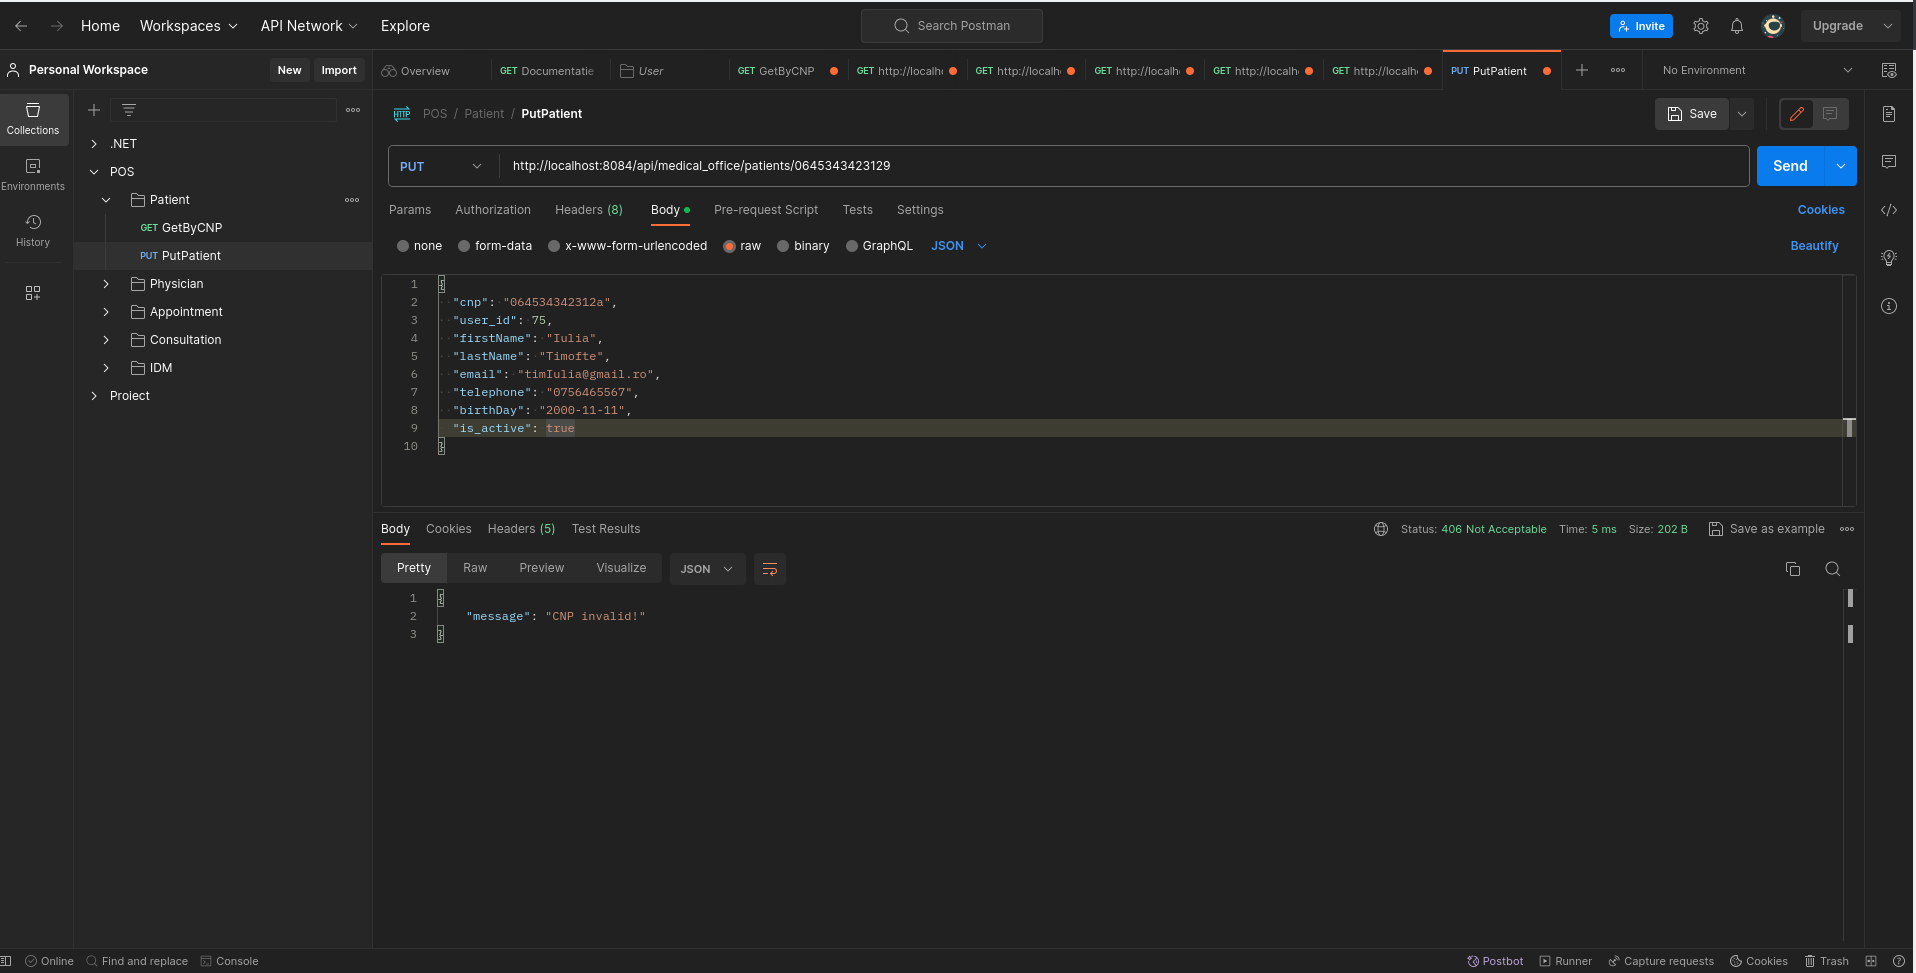 Home Workspaces API Network Explore
Search Postman
Invite
Upgrade
Personal Workspace
New Import
Overview
GET Documentatie
User
GET GetByCNP
GET http://localh
GET http://localh
GET http://localh
GET http://localh
GET http://localh
PUT PutPatient
No Environment
Collections
Environments
History
.NET
POS
Patient
GET GetByCNP
PUT PutPatient
Physician
Appointment
Consultation
IDM
Proiect
HTTP POS / Patient / PutPatient
Save
PUT http://localhost:8084/api/medical_office/patients/0645343423129
Send
Params Authorization Headers (8) Body Pre-request Script Tests Settings
Cookies
none form-data x-www-form-urlencoded raw binary GraphQL JSON
Beautify
1 {
2 "cnp": "064534342312a",
3 "user_id": 75,
4 "firstName": "Iulia",
5 "lastName": "Timofte",
6 "email": "timIulia@gmail.ro",
7 "telephone": "0756465567",
8 "birthDay": "2000-11-11",
9 "is_active": true
10 }
Body Cookies Headers (5) Test Results
Status: 406 Not Acceptable Time: 5 ms Size: 202 B Save as example
Pretty Raw Preview Visualize JSON
1 {
2 "message": "CNP invalid!"
3 }
Online Find and replace Console
Postbot Runner Capture requests Cookies Trash